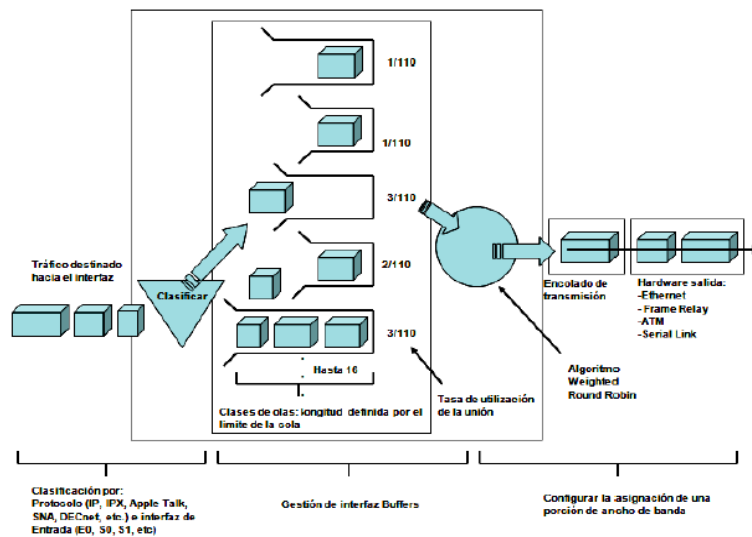 1/110
1/110
3/110
2/110
3/110
Tráfico destinado
hacia el interfaz
Clasificar
Hasta 16
Clases de olas: longitud definida por el
límite de la cola
Tasa de utilización
de la unión
Algoritmo
Weighted
Round Robin
Encolado de
transmisión
Hardware salida:
-Ethernet
- Frame Relay
- ATM
- Serial Link
Clasificación por:
Protocolo (IP, IPX, Apple Talk,
SNA, DECnet, etc.) e interfaz de
Entrada (E0, S0, S1, etc)
Gestión de interfaz Buffers
Configurar la asignación de una
porción de ancho de banda